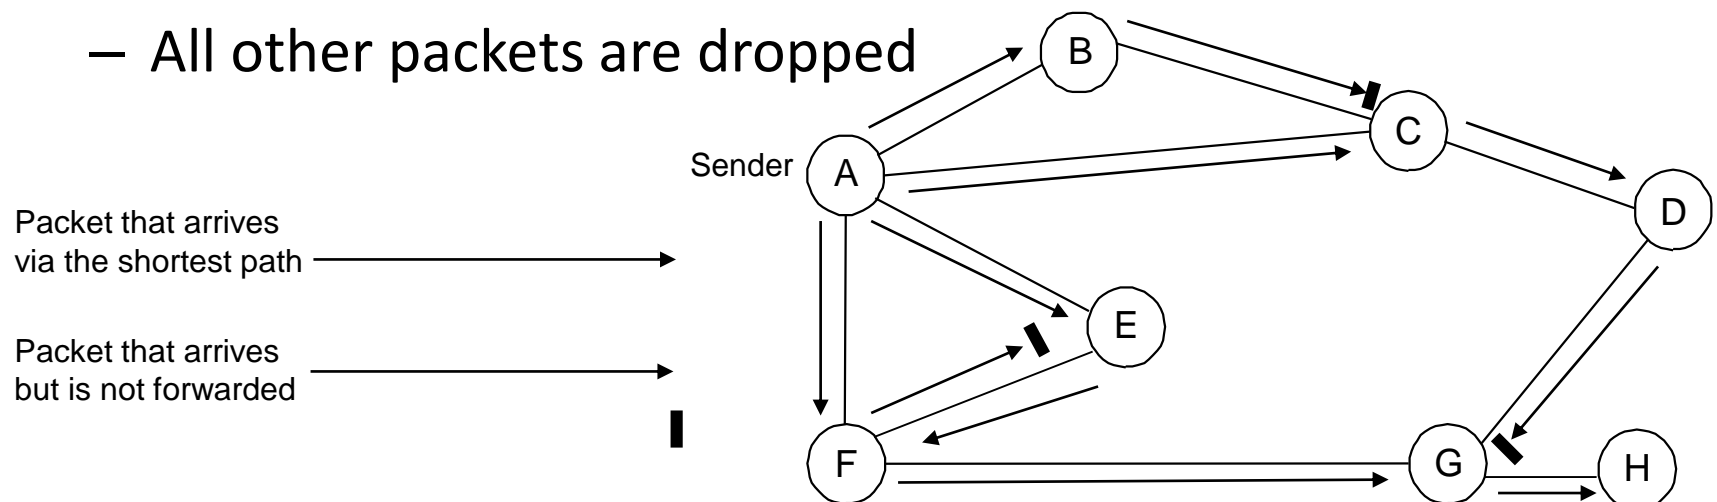 – All other packets are dropped
B
C
Sender
A
D
Packet that arrives
via the shortest path
E
Packet that arrives
but is not forwarded
F
G
H